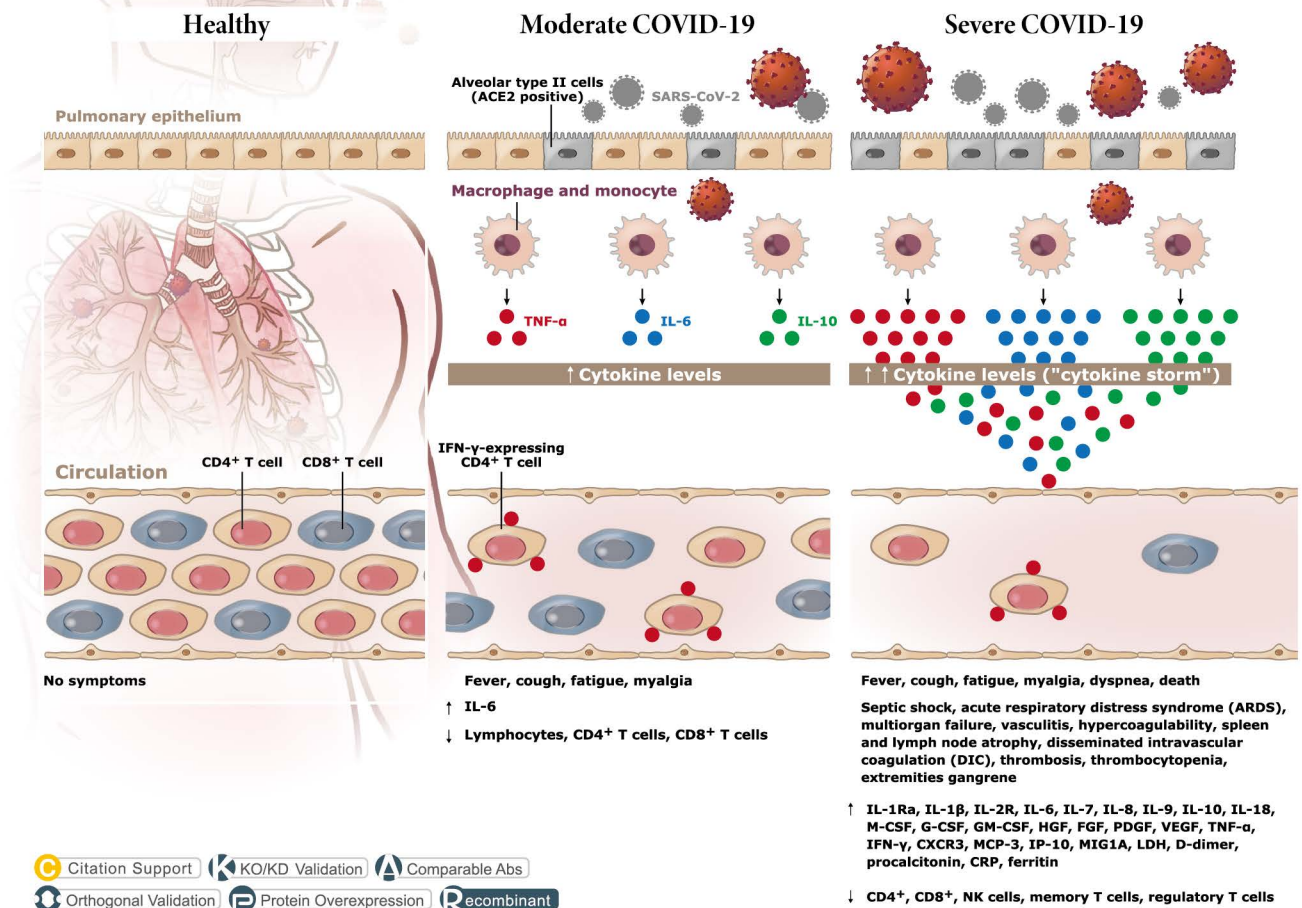 Healthy
Moderate COVID-19
Severe COVID-19
Alveolar type II cells
(ACE2 positive)
SARS-CoV-2
Pulmonary epithelium
Macrophage and monocyte
TNF-α
IL-6
IL-10
↑ Cytokine levels
↑ ↑ Cytokine levels ("cytokine storm")
Circulation
CD4⁺ T cell
CD8⁺ T cell
IFN-γ-expressing
CD4⁺ T cell
No symptoms
Fever, cough, fatigue, myalgia
↑ IL-6
↓ Lymphocytes, CD4⁺ T cells, CD8⁺ T cells
Fever, cough, fatigue, myalgia, dyspnea, death
Septic shock, acute respiratory distress syndrome (ARDS),
multiorgan failure, vasculitis, hypercoagulability, spleen
and lymph node atrophy, disseminated intravascular
coagulation (DIC), thrombosis, thrombocytopenia,
extremities gangrene
↑ IL-1Ra, IL-1β, IL-2R, IL-6, IL-7, IL-8, IL-9, IL-10, IL-18,
M-CSF, G-CSF, GM-CSF, HGF, FGF, PDGF, VEGF, TNF-α,
IFN-γ, CXCR3, MCP-3, IP-10, MIG1A, LDH, D-dimer,
procalcitonin, CRP, ferritin
↓ CD4⁺, CD8⁺, NK cells, memory T cells, regulatory T cells
C Citation Support
K KO/KD Validation
A Comparable Abs
O Orthogonal Validation
P Protein Overexpression
Recombinant